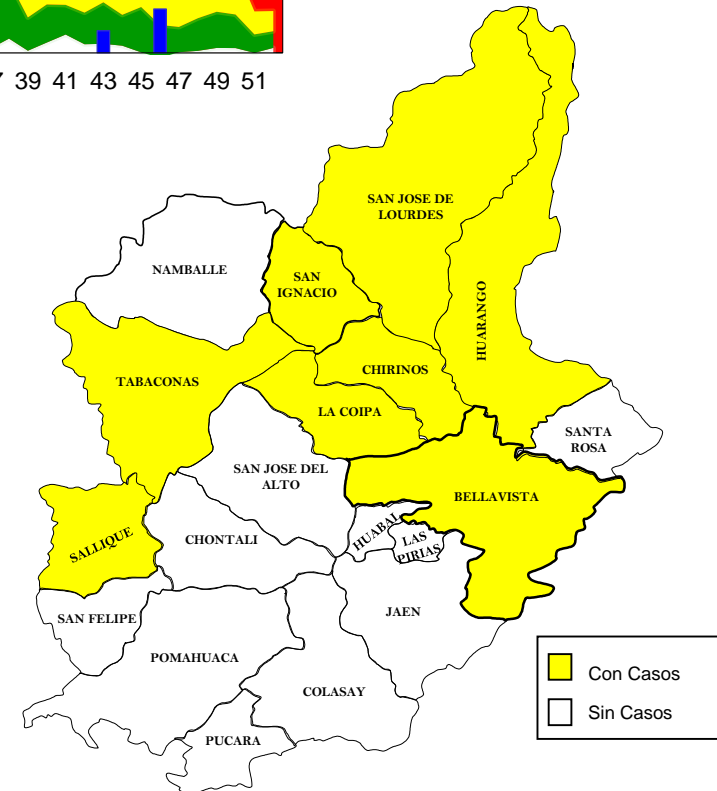 39 41 43 45 47 49 51
SAN JOSE DE
LOURDES
NAMBALLE
SAN
IGNACIO
HUARANGO
CHIRINOS
TABACONAS
LA COIPA
SANTA
ROSA
SAN JOSE DEL
ALTO
BELLAVISTA
HUABAL
LAS
PIRIAS
CHONTALI
SALLIQUE
SAN FELIPE
JAEN
POMAHUACA
COLASAY
PUCARA
Con Casos
Sin Casos